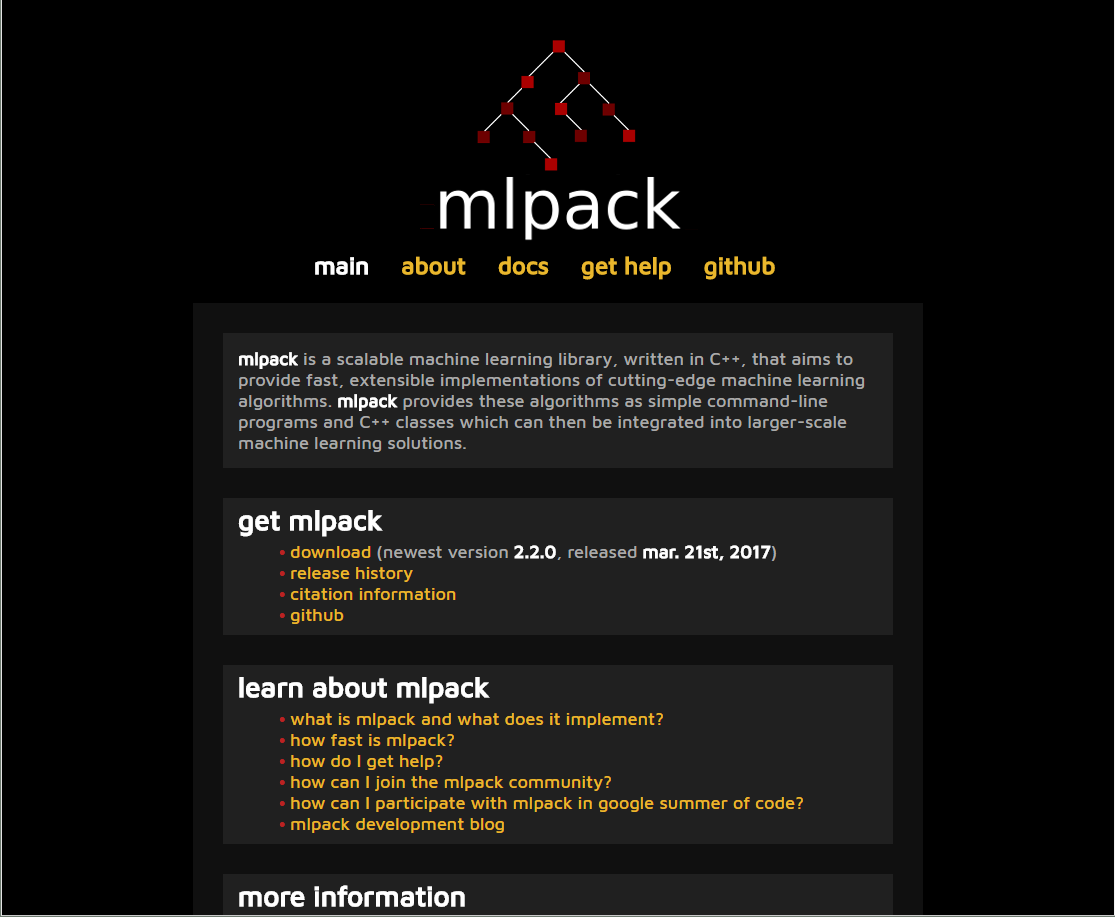 mlpack
main about docs get help github
mlpack is a scalable machine learning library, written in C++, that aims to
provide fast, extensible implementations of cutting-edge machine learning
algorithms. mlpack provides these algorithms as simple command-line
programs and C++ classes which can then be integrated into larger-scale
machine learning solutions.
get mlpack
• download (newest version 2.2.0, released mar. 21st, 2017)
• release history
• citation information
• github
learn about mlpack
• what is mlpack and what does it implement?
• how fast is mlpack?
• how do I get help?
• how can I join the mlpack community?
• how can I participate with mlpack in google summer of code?
• mlpack development blog
more information